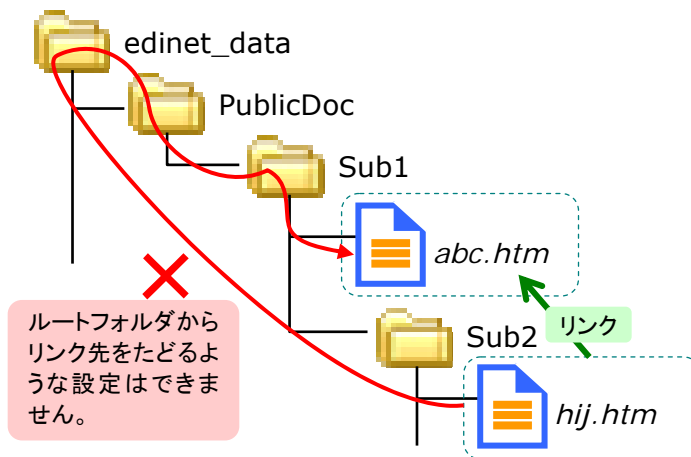 edinet_data
PublicDoc
Sub1
abc.htm
リンク
Sub2
hij.htm
ルートフォルダから
リンク先をたどるよ
うな設定はできま
せん。